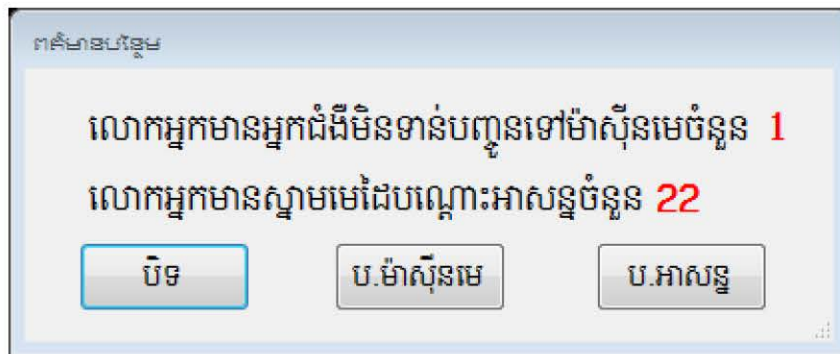 ពត៌មានបន្ថែម
លោកអ្នកមានអ្នកជំងឺមិនទាន់បញ្ចូនទៅម៉ាស៊ីនមេចំនួន 1
លោកអ្នកមានស្នាមមេដៃបណ្ដោះអាសន្នចំនួន 22
បិទ ប.ម៉ាស៊ីនមេ ប.អាសន្ន